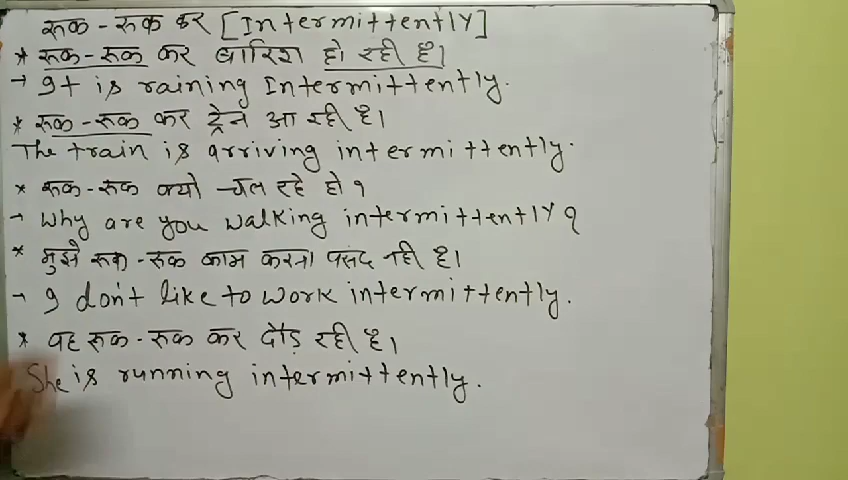 रूक - रूक कर [Intermittently]
* रूक-रूक कर बारिश हो रही है।
→ It is raining Intermittently.
* रूक-रूक कर ट्रेन आ रही है।
The train is arriving intermittently.
* रूक-रूक क्यो चल रहे हो?
→ Why are you walking intermittently?
* मुझे रूक-रूक काम करना पसंद नही है।
→ I don't like to work intermittently.
* वह रूक-रूक कर दौड़ रही है।
She is running intermittently.